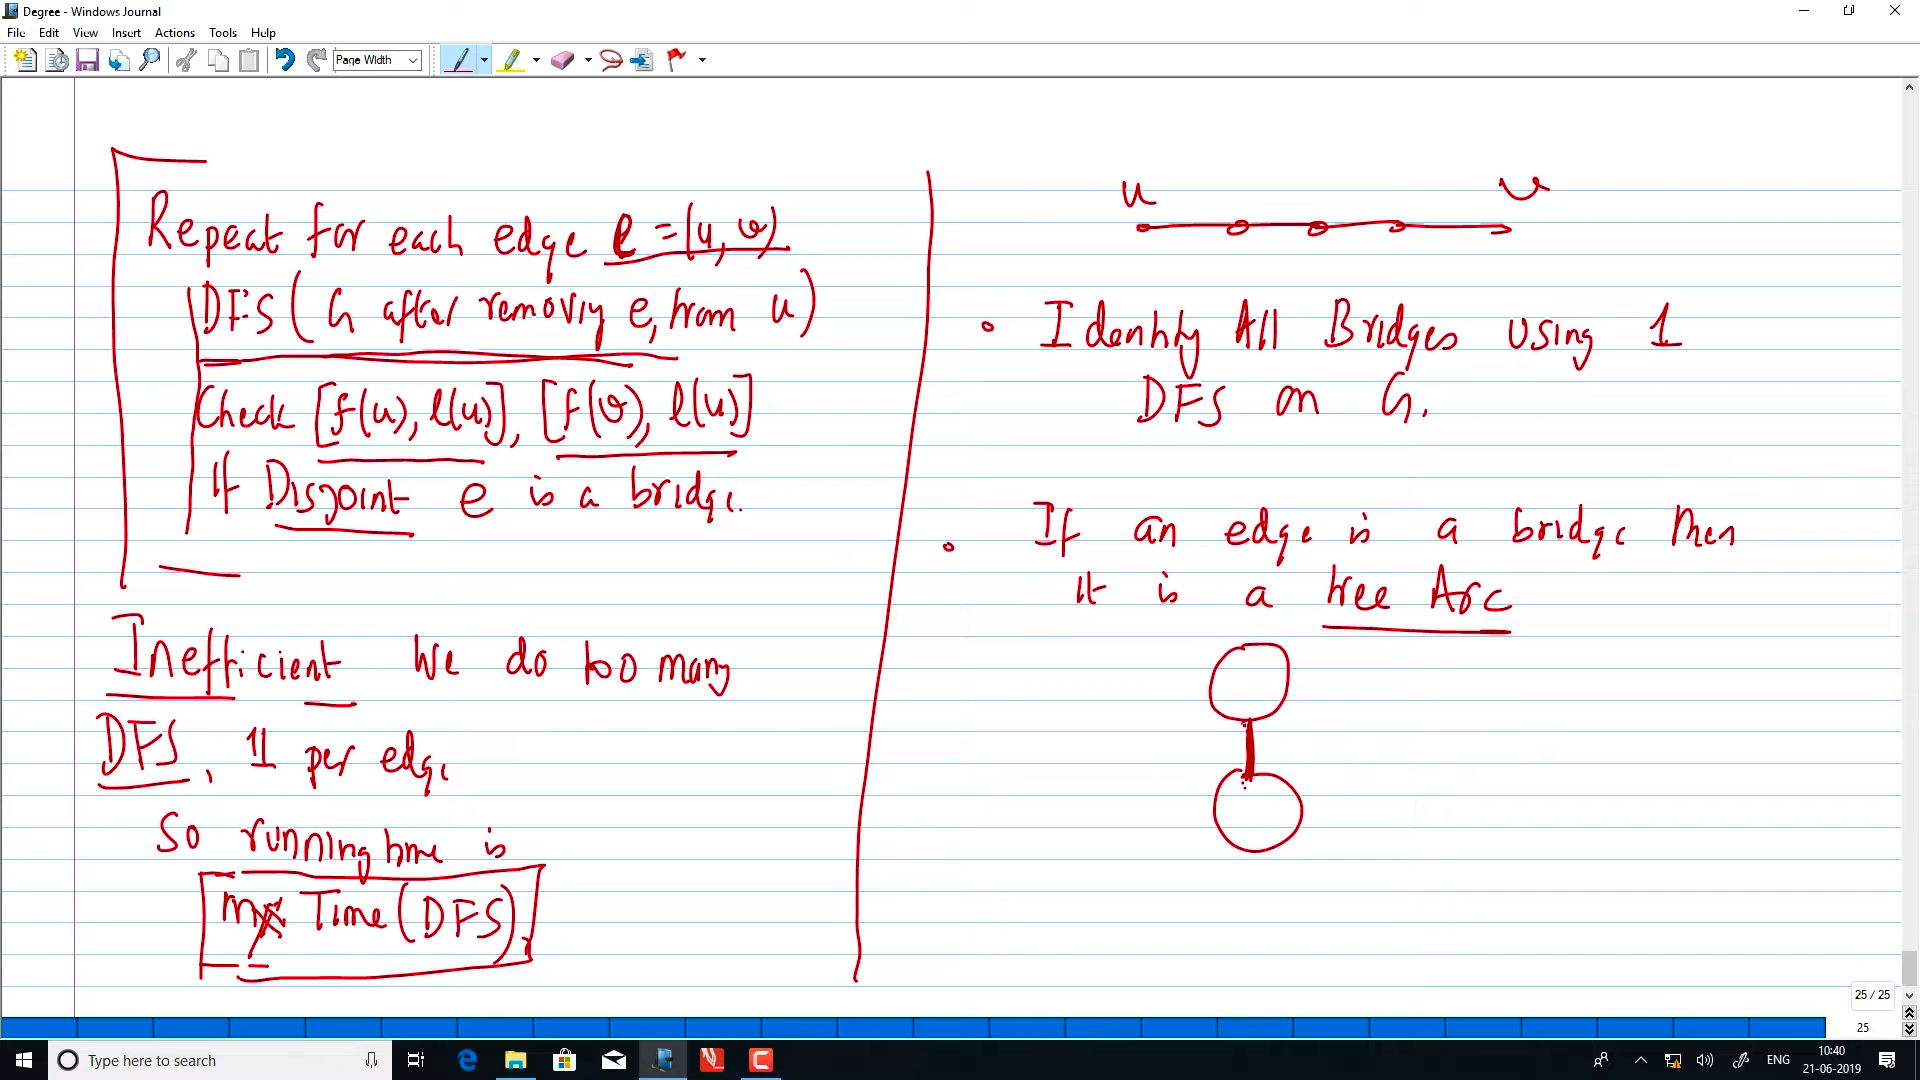 Degree - Windows Journal
File Edit View Insert Actions Tools Help
Page Width
Repeat for each edge e = (u, v)
DFS ( G after removing e, from u )
Check [f(u), l(u)], [f(v), l(u)]
If Disjoint e is a bridge.
Inefficient We do too many
DFS, 1 per edge
So running time is
m x Time (DFS).
u v
• Identify All Bridges using 1
DFS on G.
• If an edge is a bridge then
it is a tree Arc
25 / 25
25
Type here to search
ENG
10:40
21-06-2019